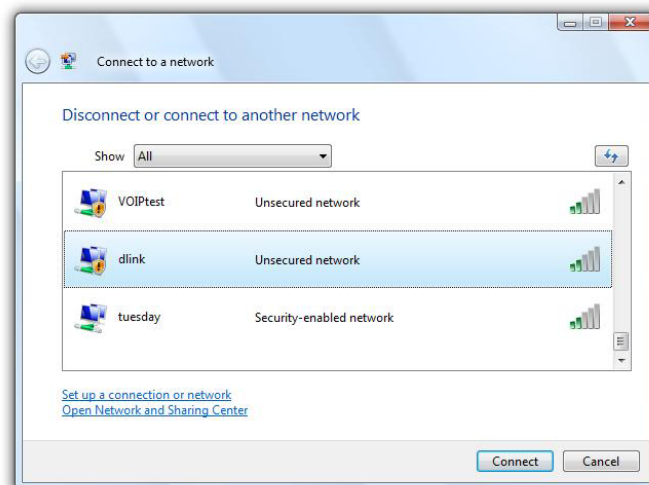 Connect to a network
Disconnect or connect to another network
Show All
VOIPtest Unsecured network
dlink Unsecured network
tuesday Security-enabled network
Set up a connection or network
Open Network and Sharing Center
Connect Cancel